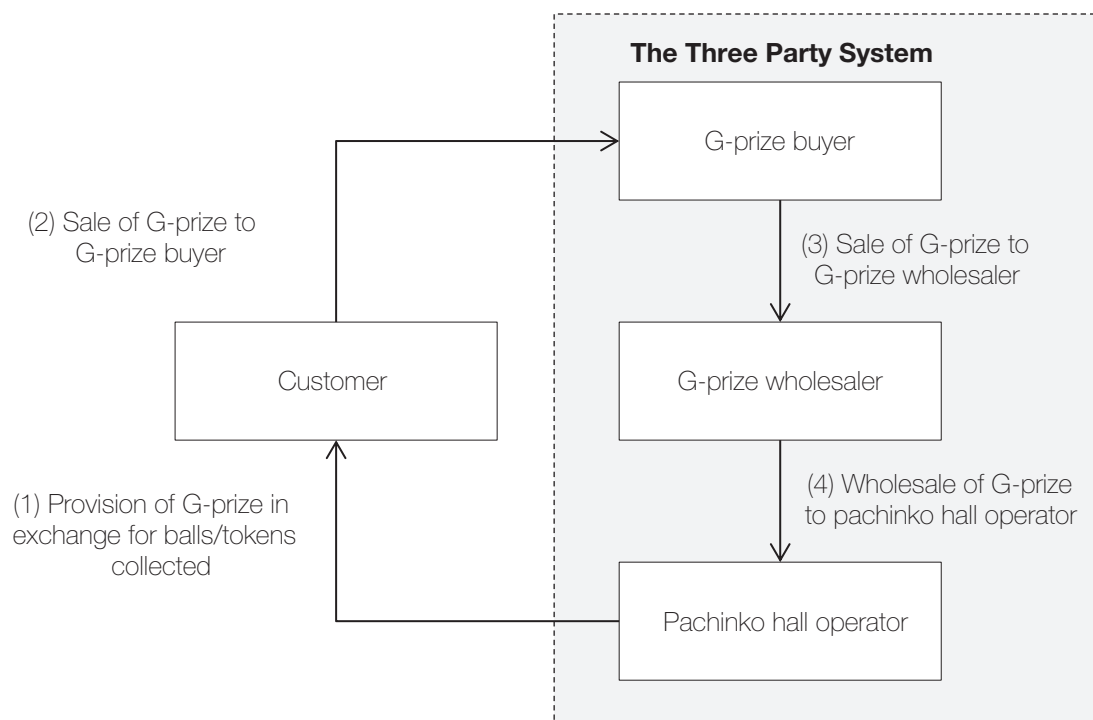 The Three Party System
G-prize buyer
(2) Sale of G-prize to
G-prize buyer
(3) Sale of G-prize to
G-prize wholesaler
Customer
G-prize wholesaler
(1) Provision of G-prize in
exchange for balls/tokens
collected
(4) Wholesale of G-prize
to pachinko hall operator
Pachinko hall operator